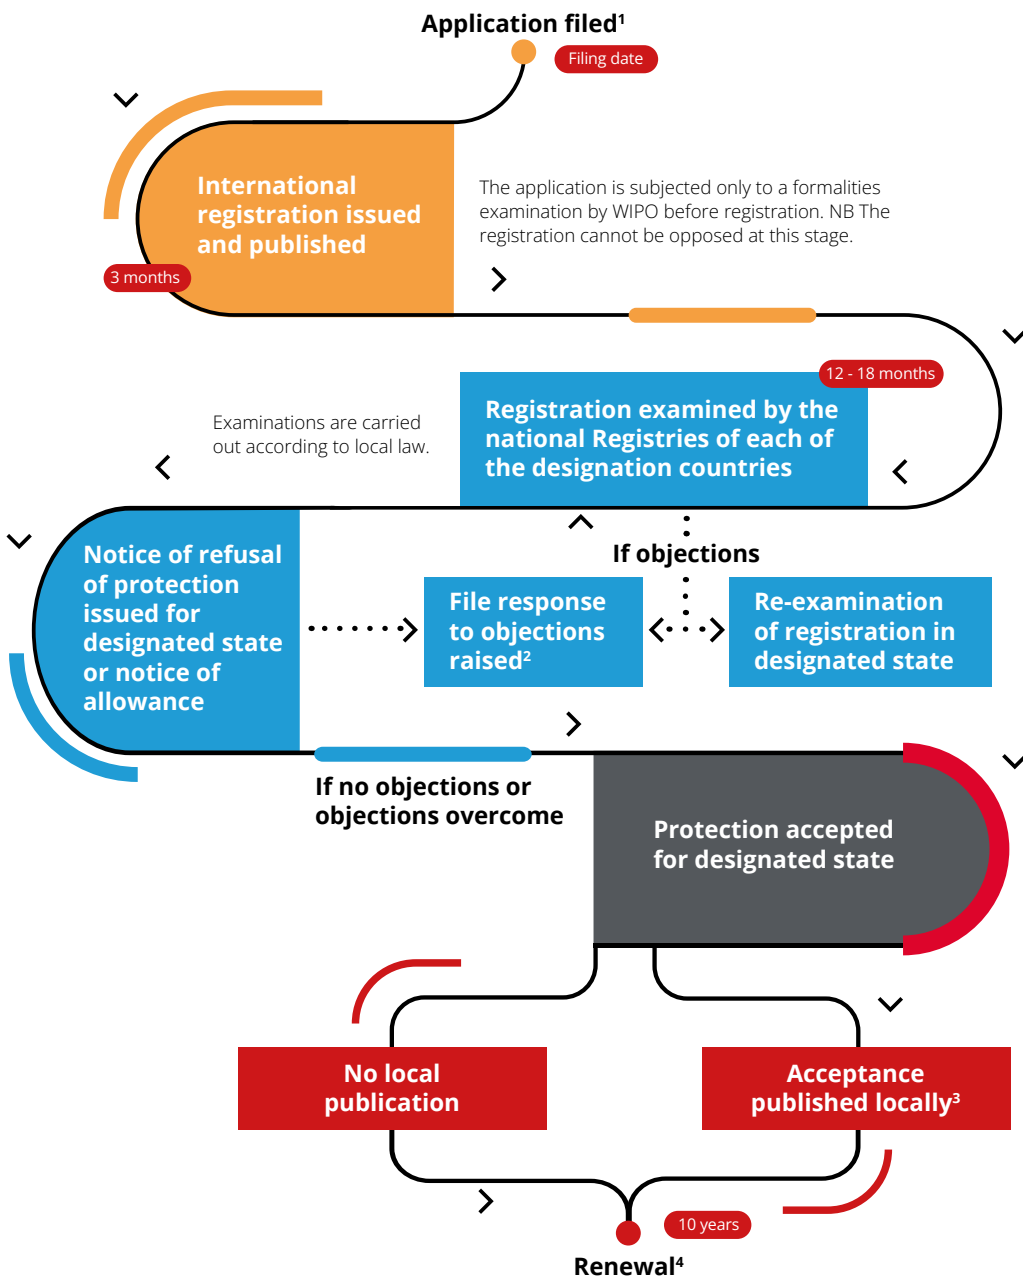 Application filed¹
Filing date
International
registration issued
and published
The application is subjected only to a formalities
examination by WIPO before registration. NB The
registration cannot be opposed at this stage.
3 months
12 - 18 months
Registration examined by the
national Registries of each of
the designation countries
Examinations are carried
out according to local law.
If objections
Notice of refusal
of protection
issued for
designated state
or notice of
allowance
File response
to objections
raised²
Re-examination
of registration in
designated state
If no objections or
objections overcome
Protection accepted
for designated state
No local
publication
Acceptance
published locally³
10 years
Renewal⁴